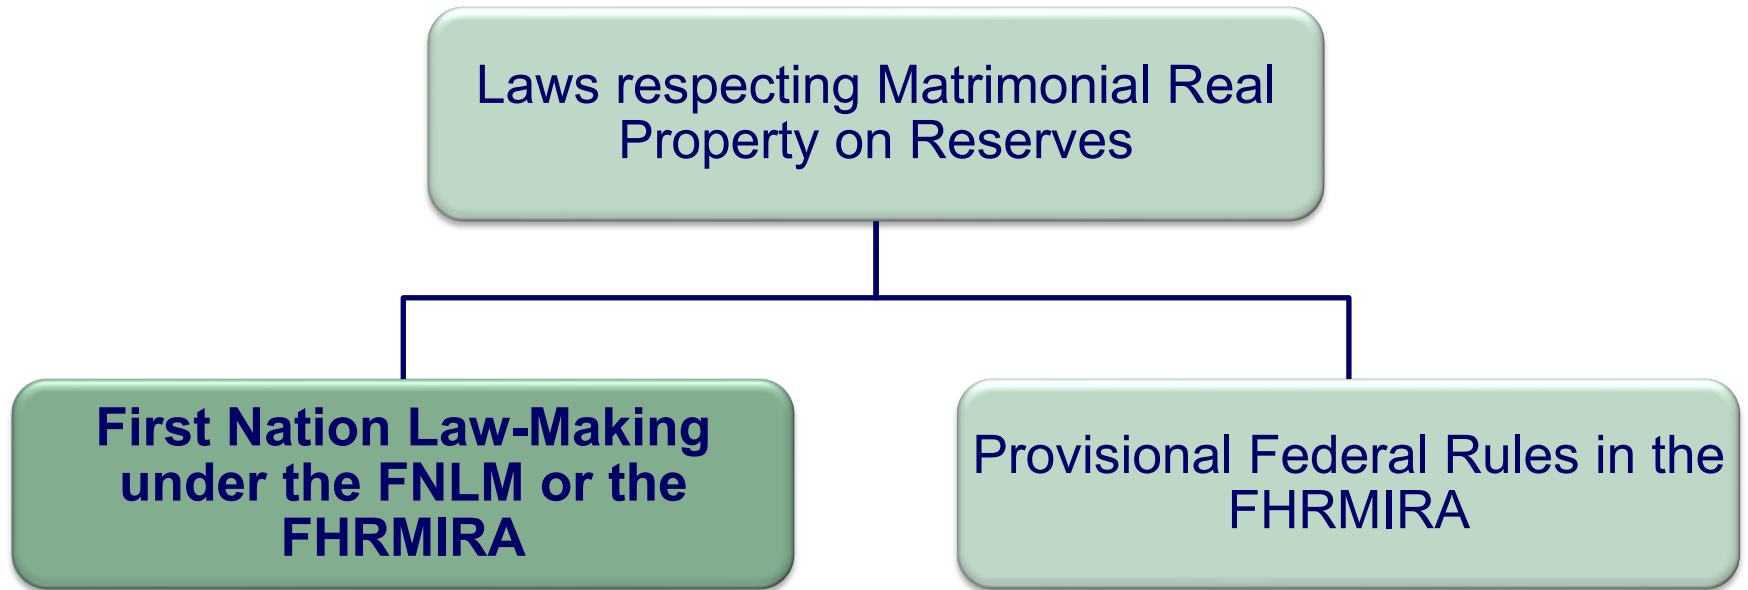 Laws respecting Matrimonial Real
Property on Reserves
First Nation Law-Making
under the FNLM or the
FHRMIRA
Provisional Federal Rules in the
FHRMIRA